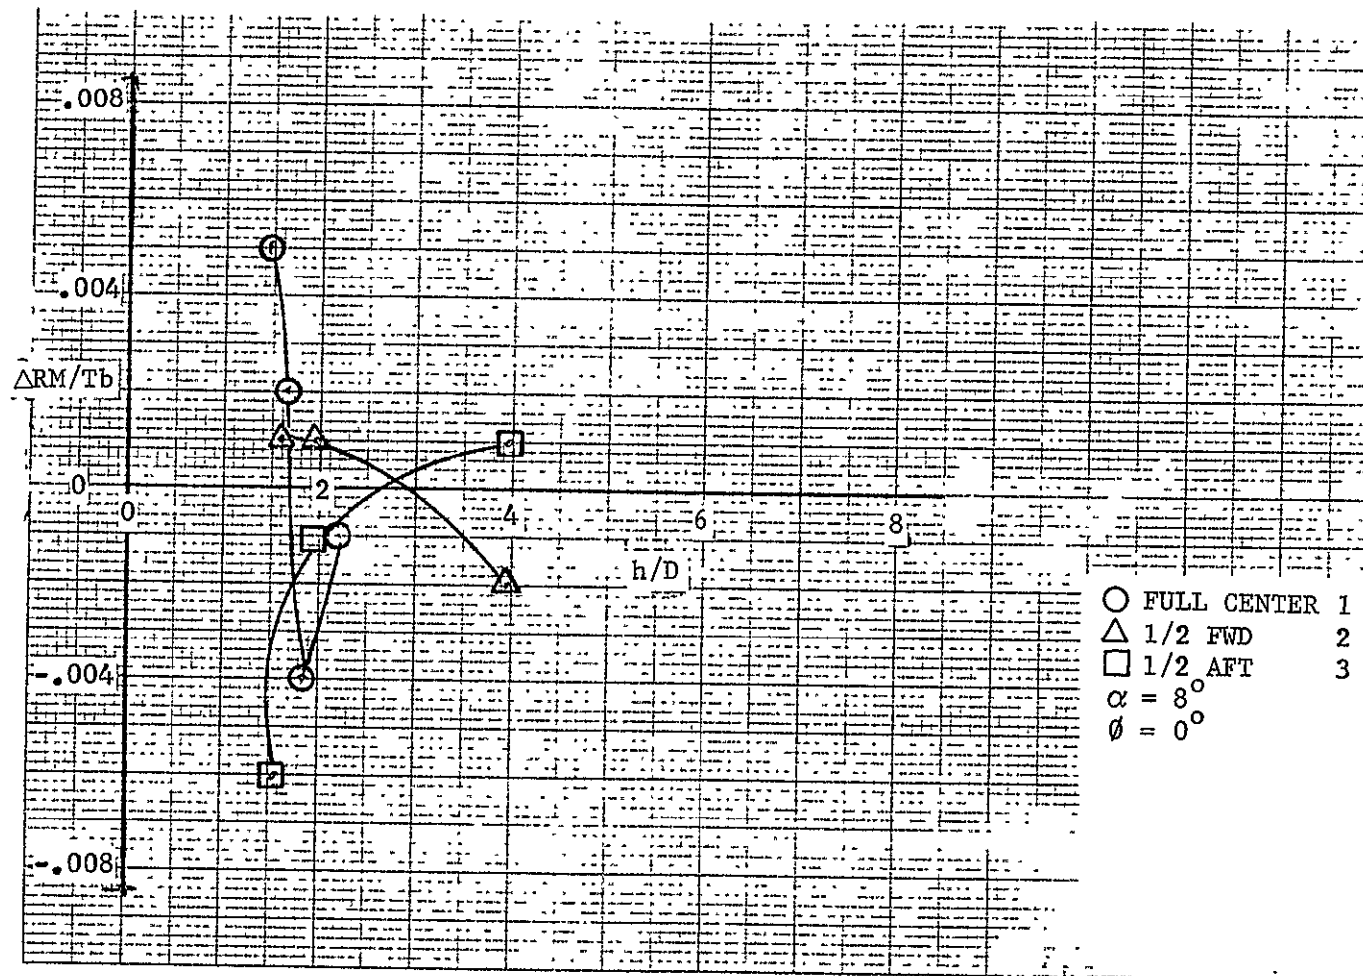 .008
.004
△RM/Tb
0
0
2
4
6
8
h/D
-.004
-.008
○ FULL CENTER 1
△ 1/2 FWD 2
□ 1/2 AFT 3
α = 8°
Ø = 0°